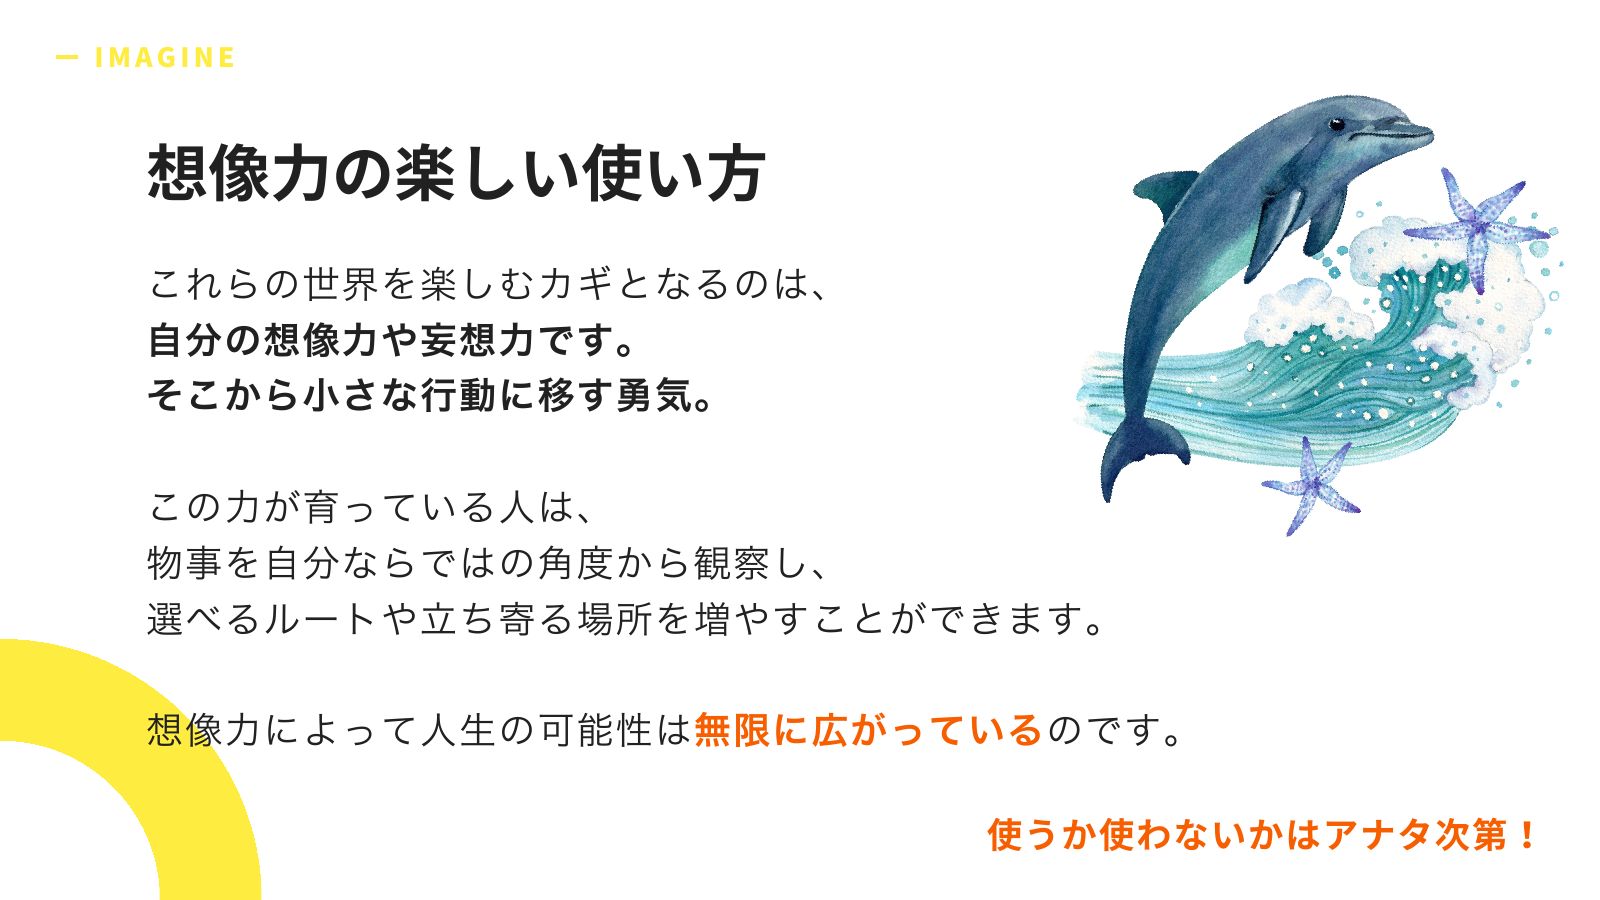 — IMAGINE
想像力の楽しい使い方
これらの世界を楽しむカギとなるのは、
自分の想像力や妄想力です。
そこから小さな行動に移す勇気。
この力が育っている人は、
物事を自分ならではの角度から観察し、
選べるルートや立ち寄る場所を増やすことができます。
想像力によって人生の可能性は無限に広がっているのです。
使うか使わないかはアナタ次第！